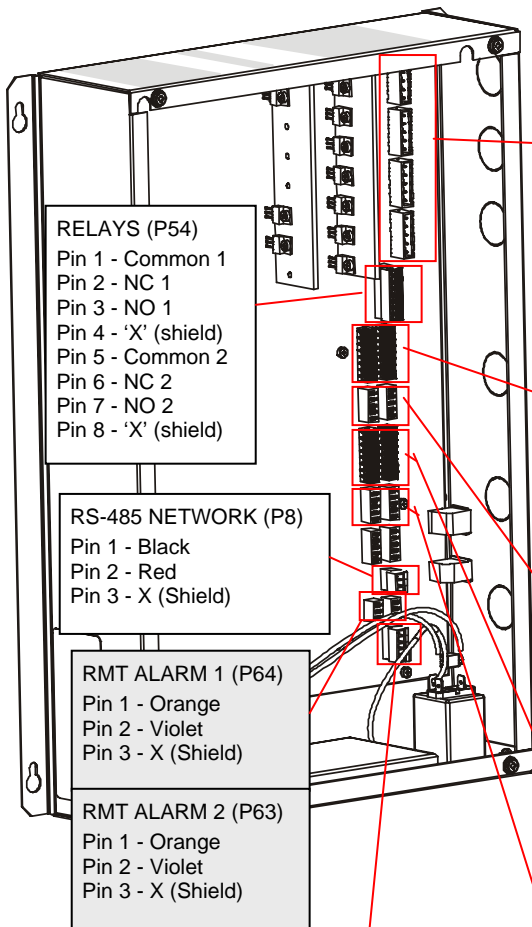 RELAYS (P54)
Pin 1 - Common 1
Pin 2 - NC 1
Pin 3 - NO 1
Pin 4 - ‘X’ (shield)
Pin 5 - Common 2
Pin 6 - NC 2
Pin 7 - NO 2
Pin 8 - ‘X’ (shield)
RS-485 NETWORK (P8)
Pin 1 - Black
Pin 2 - Red
Pin 3 - X (Shield)
RMT ALARM 1 (P64)
Pin 1 - Orange
Pin 2 - Violet
Pin 3 - X (Shield)
RMT ALARM 2 (P63)
Pin 1 - Orange
Pin 2 - Violet
Pin 3 - X (Shield)